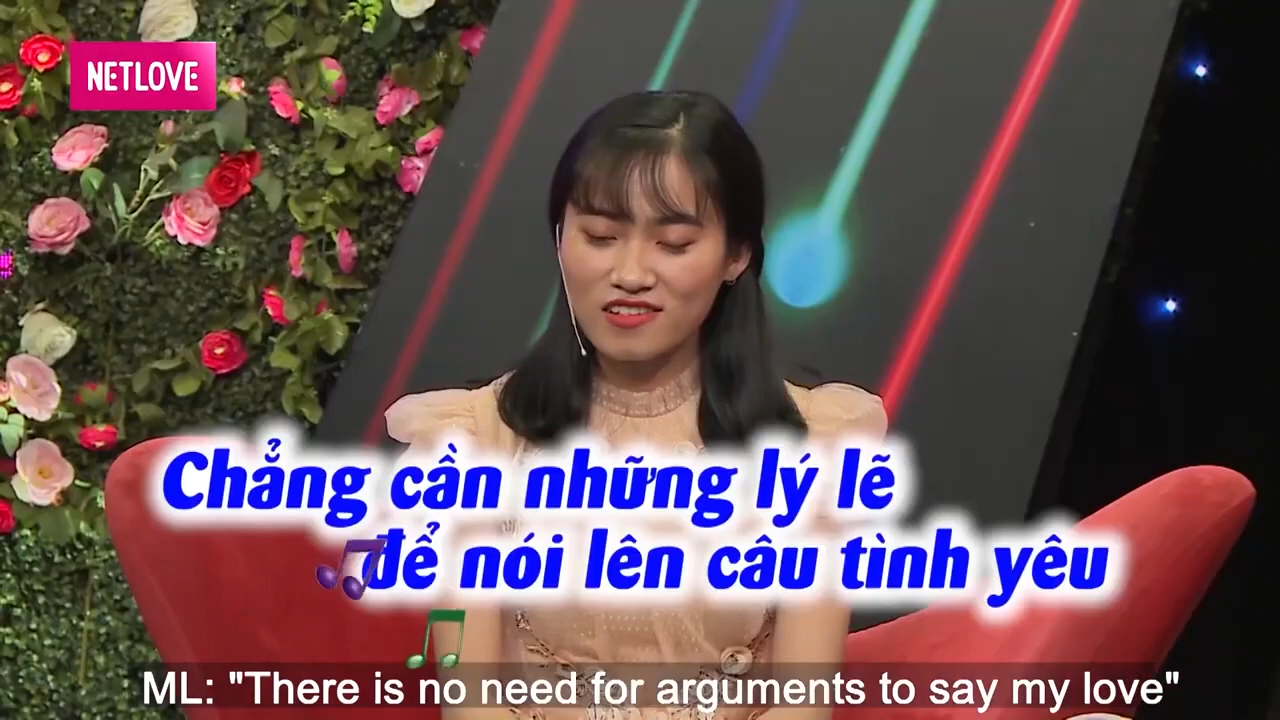 NETLOVE
Chẳng cần những lý lẽ
để nói lên câu tình yêu
ML: "There is no need for arguments to say my love"